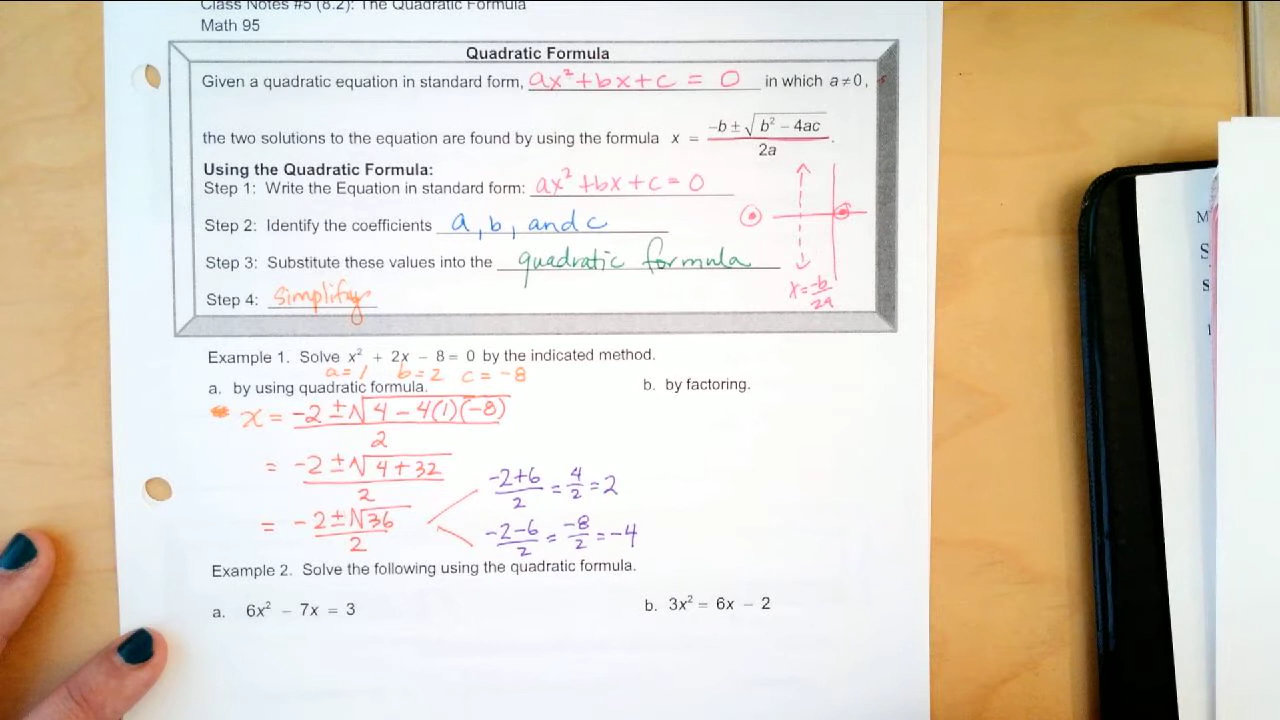 Class Notes #5 (8.2): The Quadratic Formula
Math 95
Quadratic Formula
Given a quadratic equation in standard form, ax² + bx + c = 0 in which a ≠ 0,
the two solutions to the equation are found by using the formula x = (-b ± √(b² - 4ac))/(2a).
Using the Quadratic Formula:
Step 1: Write the Equation in standard form: ax² + bx + c = 0
Step 2: Identify the coefficients a, b, and c
Step 3: Substitute these values into the quadratic formula
x = -b/2a
Step 4: Simplify
Example 1. Solve x² + 2x - 8 = 0 by the indicated method.
a=1 b=2 c=-8
a. by using quadratic formula.
b. by factoring.
x = (-2 ± √(4 - 4(1)(-8)))/2
= (-2 ± √(4 + 32))/2
= (-2 ± √36)/2
(-2+6)/2 = 4/2 = 2
(-2-6)/2 = -8/2 = -4
Example 2. Solve the following using the quadratic formula.
a. 6x² - 7x = 3
b. 3x² = 6x - 2